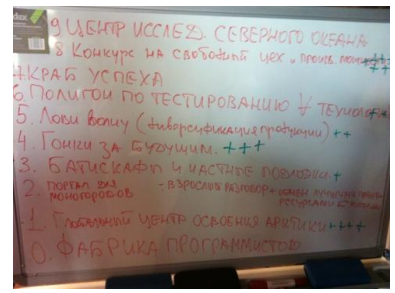 9 ЦЕНТР ИССЛЕД. СЕВЕРНОГО ОКЕАНА
8 Конкурс на свободный цех и произв. ++
++
7. КРАБ УСПЕХА
6. ПОЛИГОН ПО ТЕСТИРОВАНИЮ ТЕХНОЛОГ
5. Лови волну (диверсификация продукции) ++
4. Гонки за будущим. +++
3. БАТИСКАФЫ И ЧАСТНЫЕ +
2. ПОРТАЛ ДЛЯ - ВЗРОСЛЫЙ РАЗГОВОР +
МОНОГОРОДОВ
1. Глобальный центр освоения АРКТИКИ ++++
0. ФАБРИКА ПРОГРАММИСТОВ